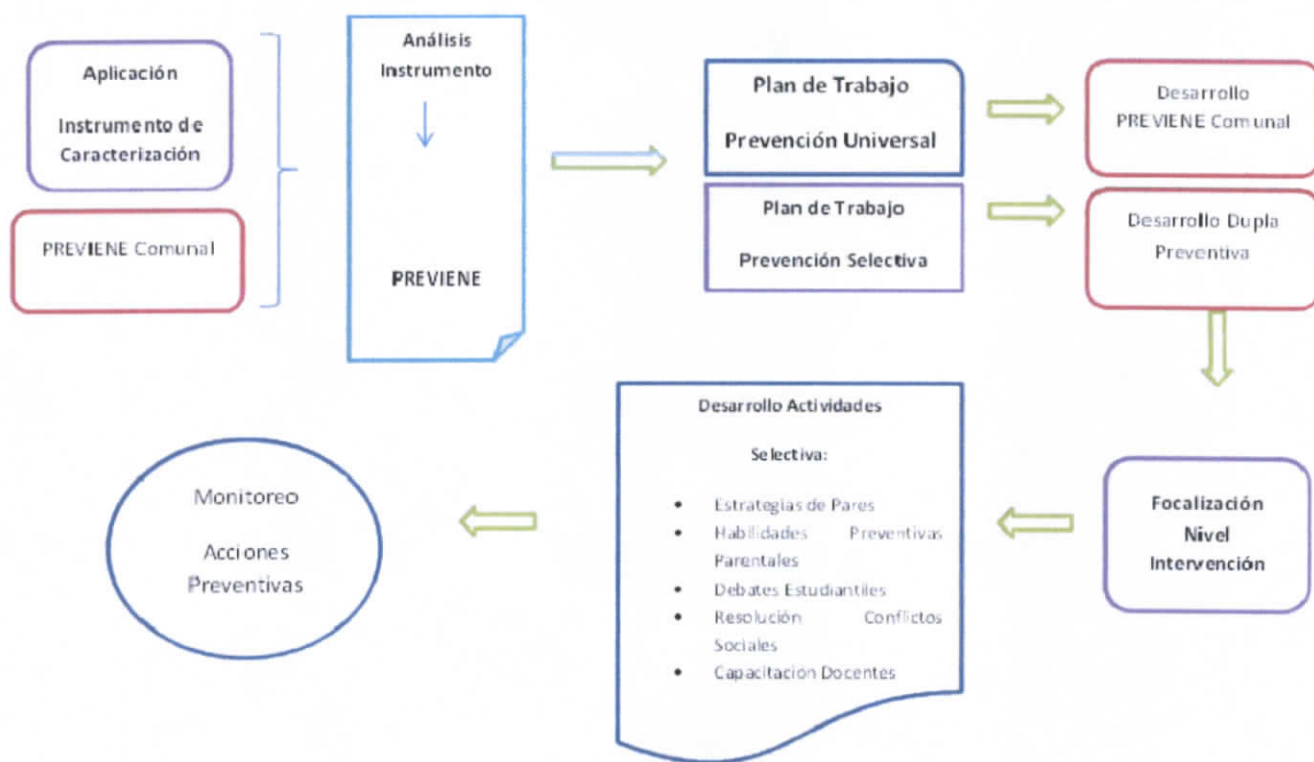 Aplicación
Instrumento de
Caracterización
PREVIENE Comunal
Análisis
Instrumento
PREVIENE
Plan de Trabajo
Prevención Universal
Plan de Trabajo
Prevención Selectiva
Desarrollo
PREVIENE Comunal
Desarrollo Dupla
Preventiva
Focalización
Nivel
Intervención
Desarrollo Actividades
Selectiva:
• Estrategias de Pares
• Habilidades Preventivas
Parentales
• Debates Estudiantiles
• Resolución Conflictos
Sociales
• Capacitacion Docentes
Monitoreo
Acciones
Preventivas